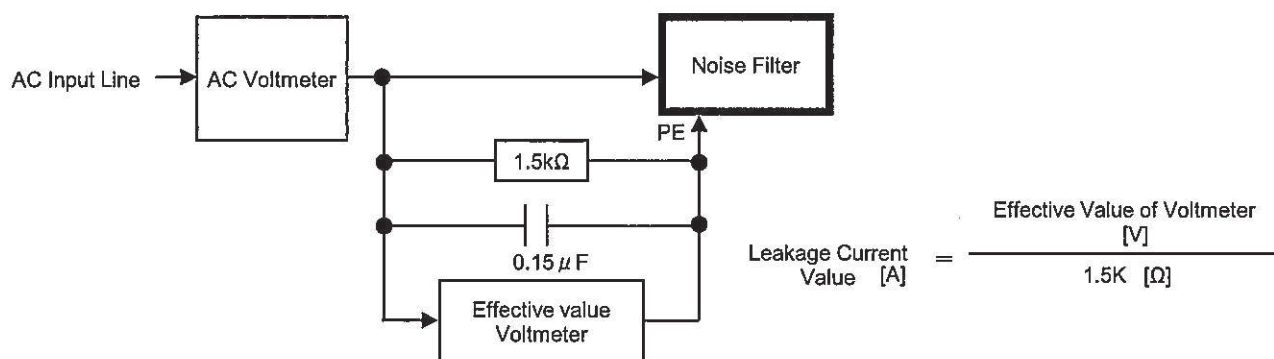 AC Input Line
AC Voltmeter
Noise Filter
PE
1.5kΩ
0.15μF
Effective value
Voltmeter
Leakage Current
Value [A]
=
Effective Value of Voltmeter
[V]
1.5K [Ω]